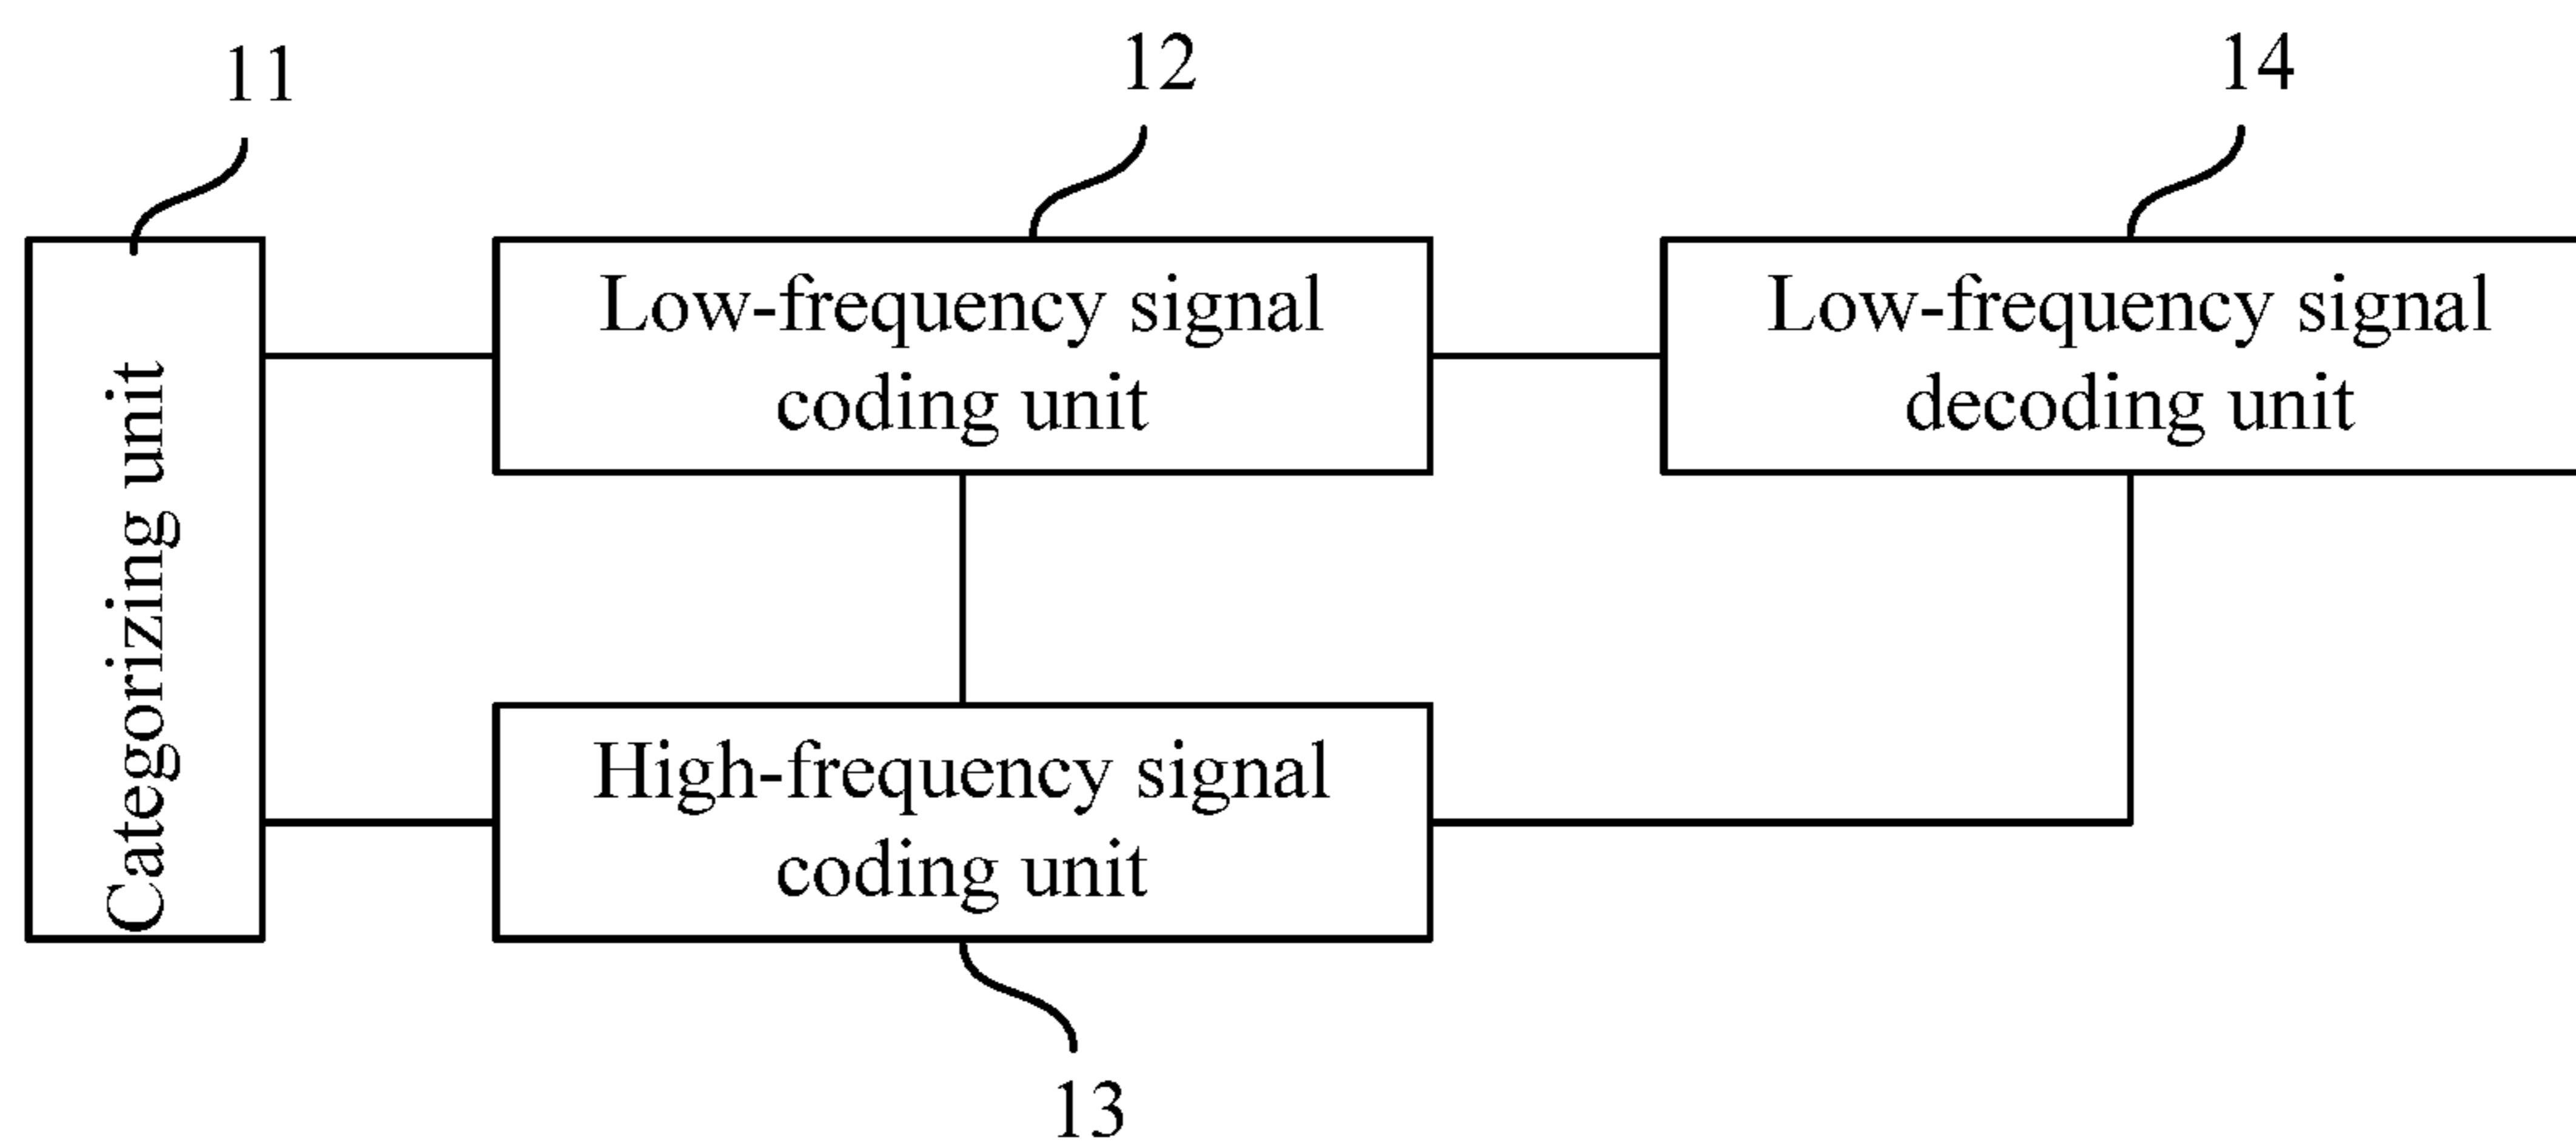 11
12
14
Categorizing unit
Low-frequency signal
coding unit
Low-frequency signal
decoding unit
High-frequency signal
coding unit
13